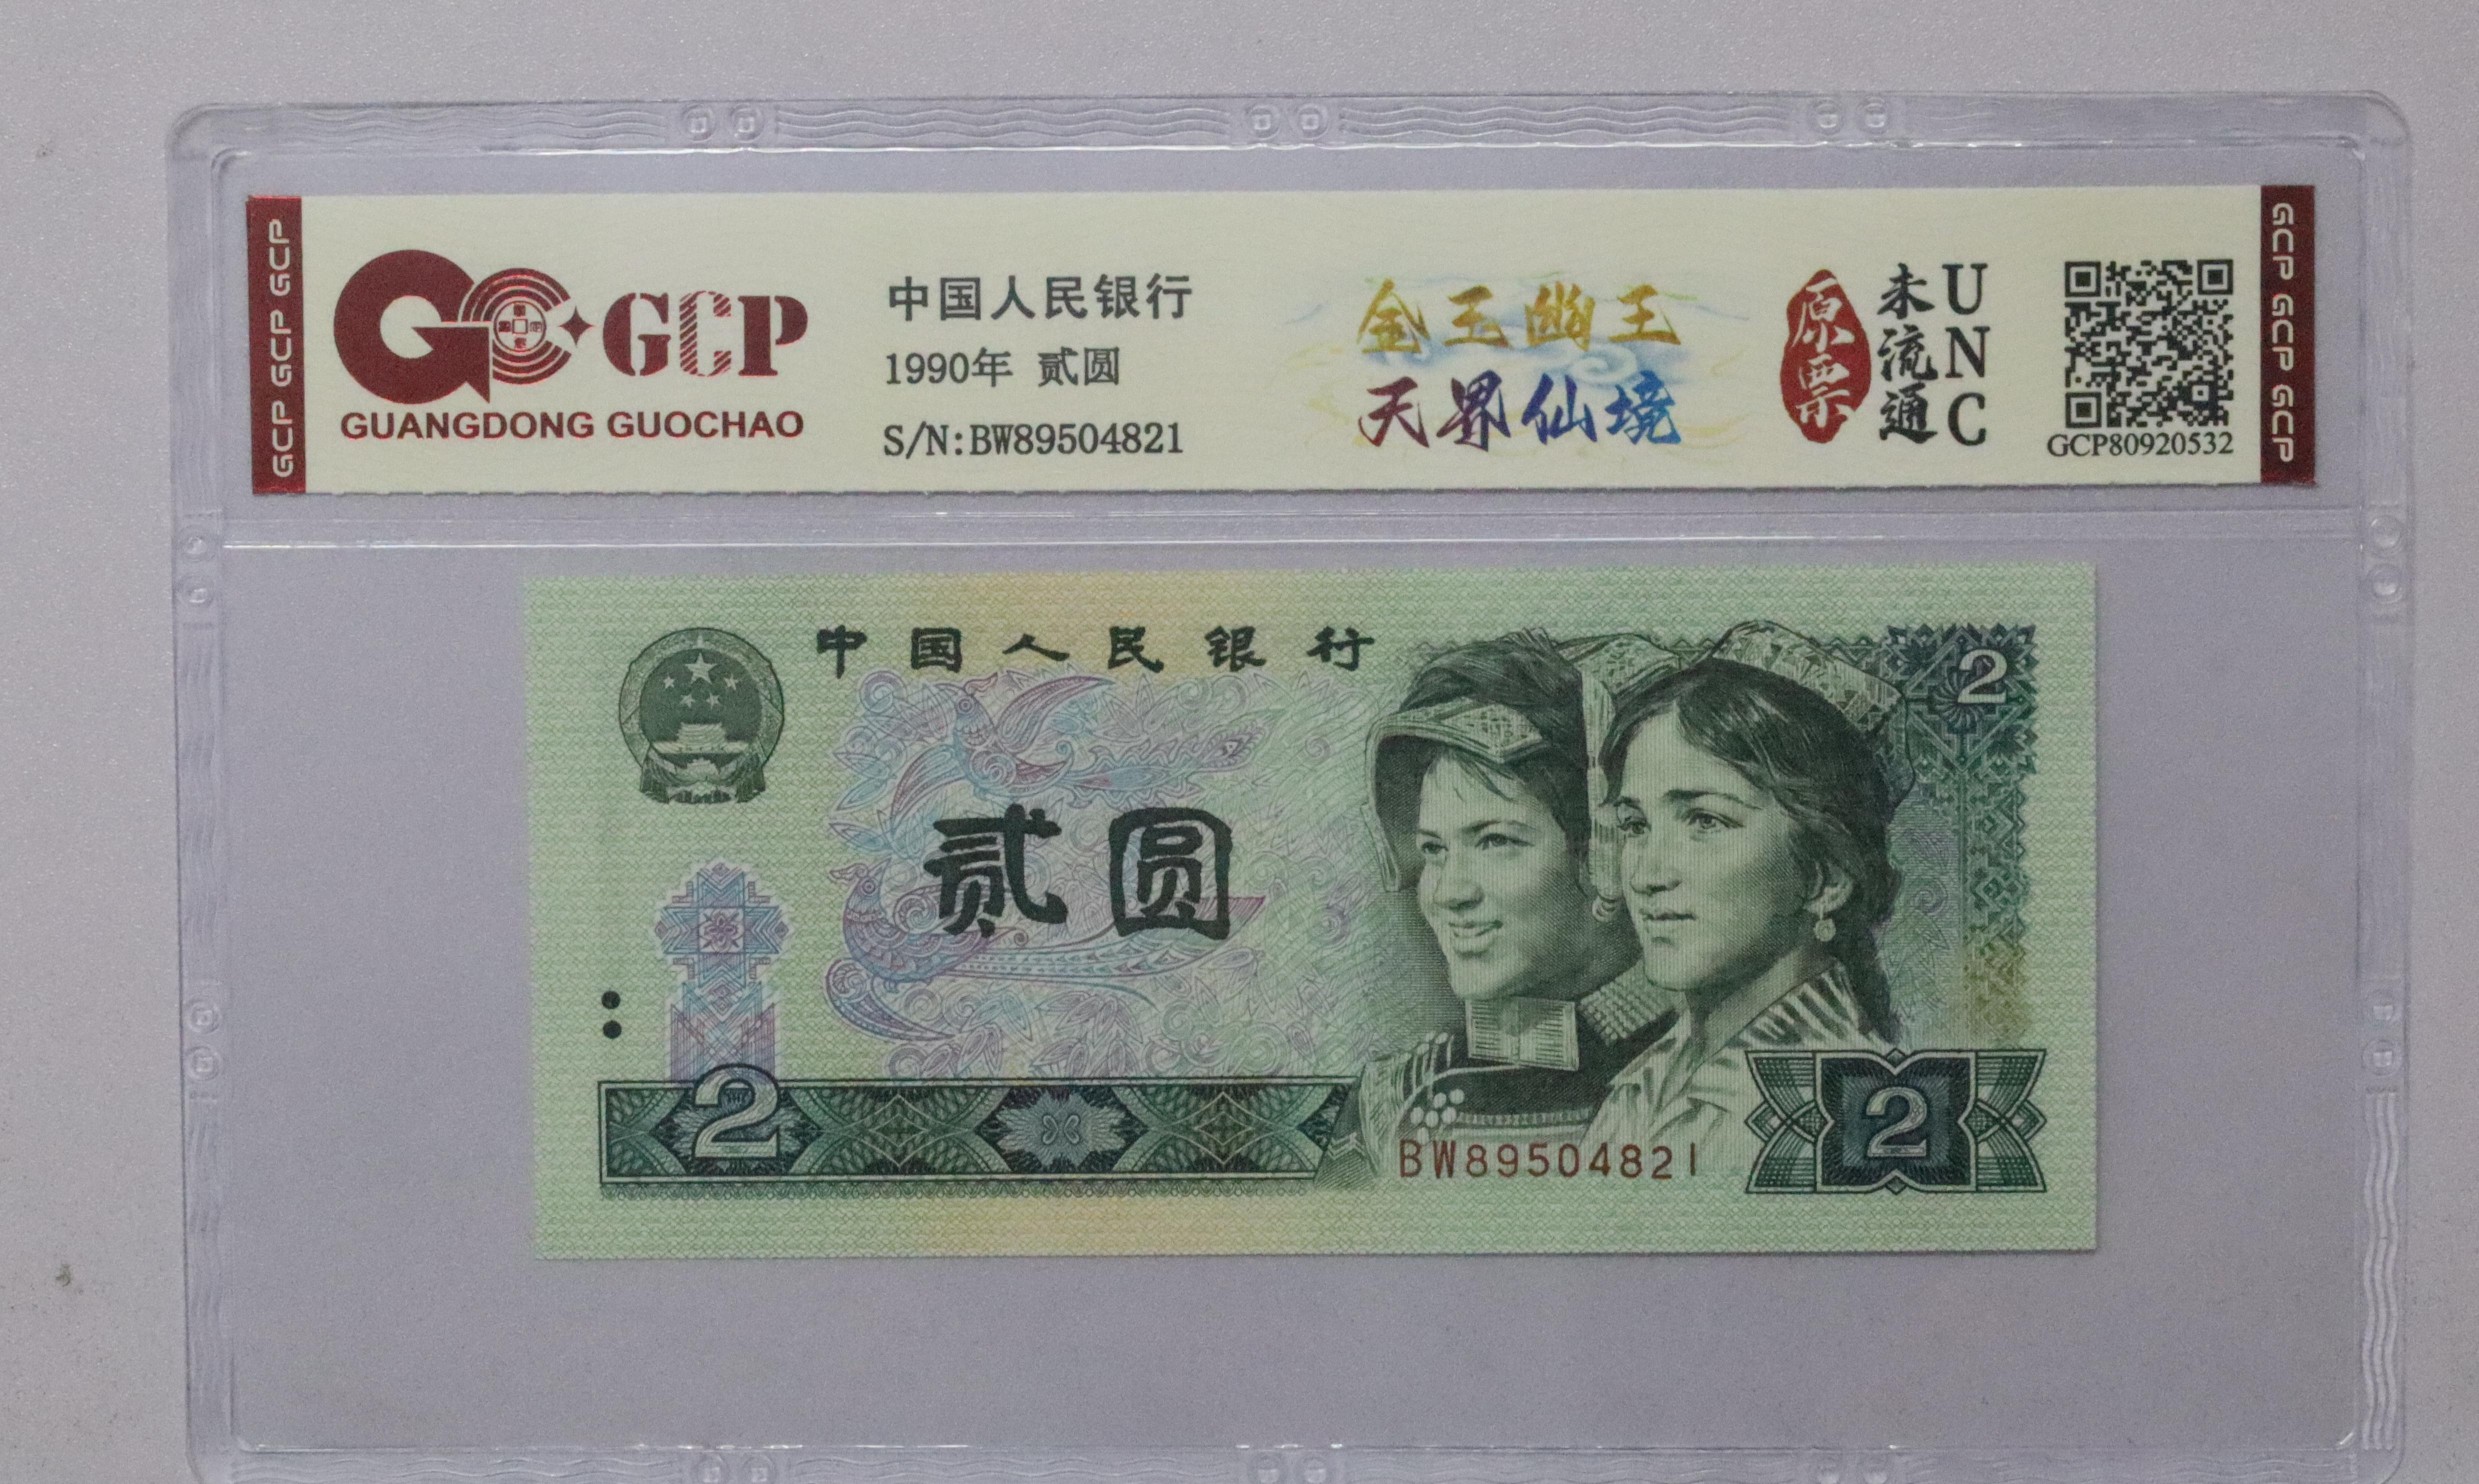 GCP GCP GCP
GCP
GUANGDONG GUOCHAO
中国人民银行
1990年 贰圆
S/N:BW89504821
金玉幽王
天界仙境
原票
未流通
UNC
GCP80920532
GCP GCP GCP
中国人民银行
2
贰圆
2
BW89504821
2